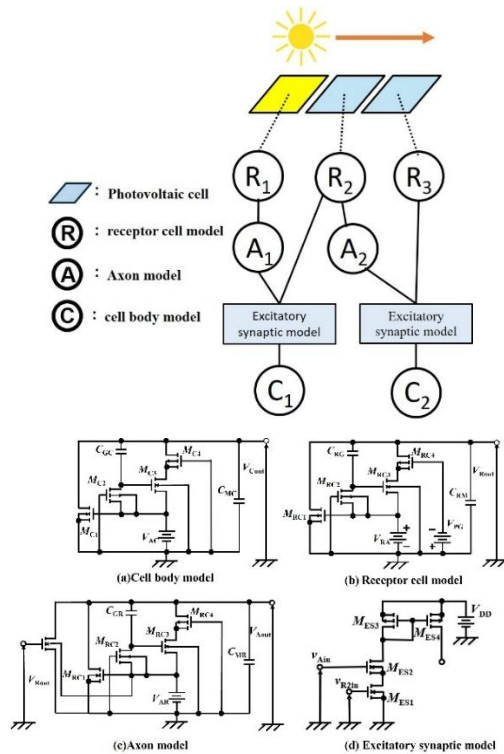 R1
R2
R3
: Photovoltaic cell
R : receptor cell model
A1
A2
A : Axon model
C : cell body model
Excitatory
synaptic model
Excitatory
synaptic model
C1
C2
CGC
MC4
MC3
MC2
VCout
CMC
MC1
VAC
(a)Cell body model
CRG
MRC4
MRC3
MRC2
VRout
CRM
MRC1
VRA
+
−
−
+
VPG
(b) Receptor cell model
CGR
MRC4
MRC3
MRC2
VAout
VRout
MRC1
CMR
VAR
(c)Axon model
VDD
MES3
MES4
vAin
MES2
vR2in
MES1
(d) Excitatory synaptic model